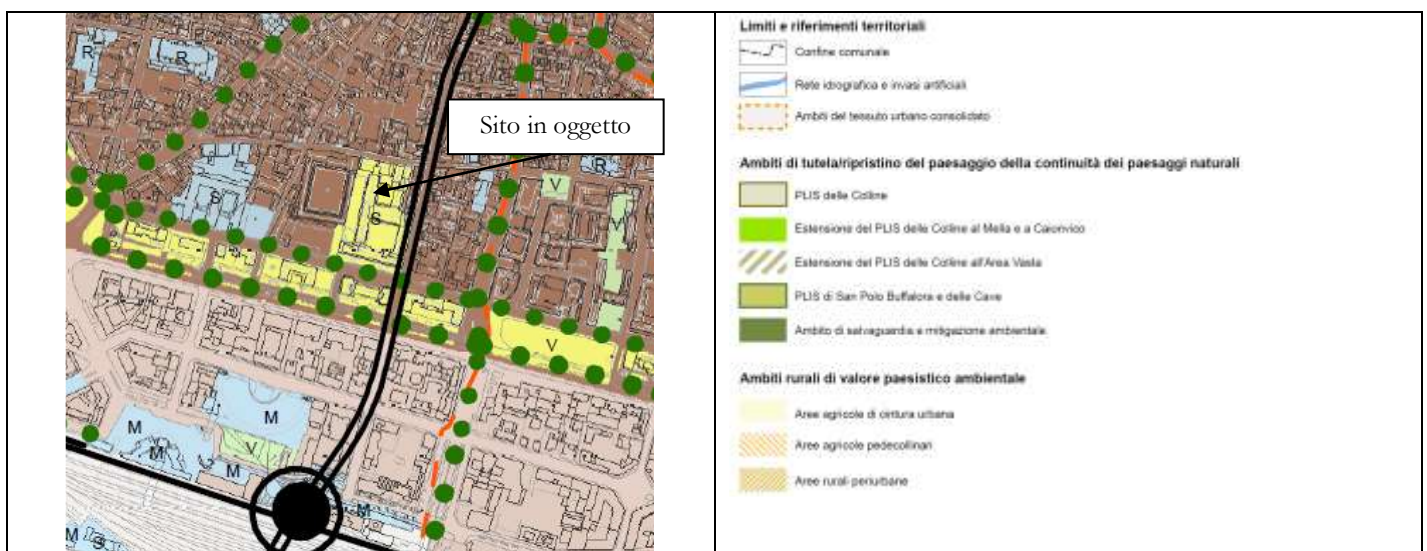 R
R
Sito in oggetto
R
V
V
S
S
V
M
M
V
M
M
M
M
S
Limiti e riferimenti territoriali
Confine comunale
Rete idrografica e invasi artificiali
Ambiti del tessuto urbano consolidato
Ambiti di tutela/ripristino del paesaggio della continuità dei paesaggi naturali
PLIS delle Colline
Estensione del PLIS delle Colline al Mella e a Caionvico
Estensione del PLIS delle Colline all'Area Vasta
PLIS di San Polo Buffalora e delle Cave
Ambito di salvaguardia e mitigazione ambientale
Ambiti rurali di valore paesistico ambientale
Aree agricole di cintura urbana
Aree agricole pedecollinari
Aree rurali periurbane